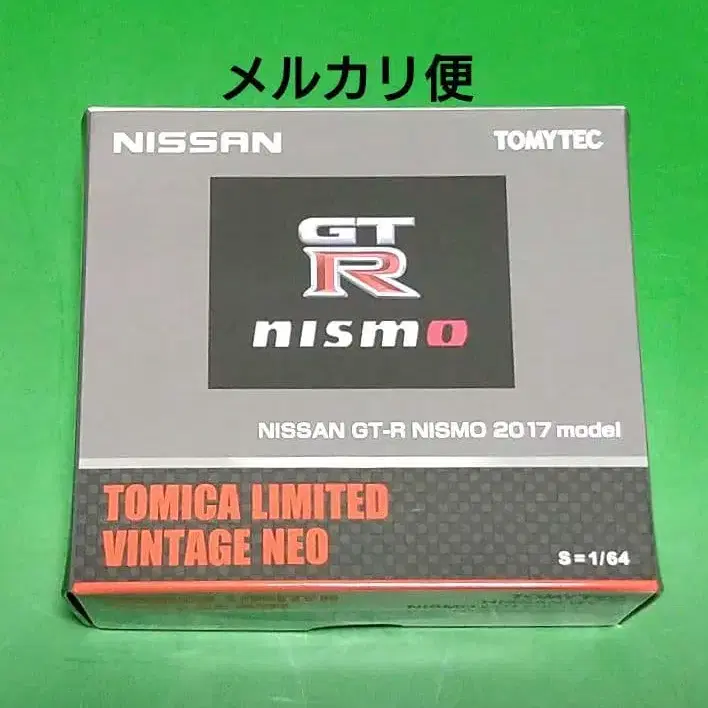 メルカリ便
NISSAN TOMYTEC
GT
R
nismo
NISSAN GT-R NISMO 2017 model
TOMICA LIMITED
VINTAGE NEO
S=1/64